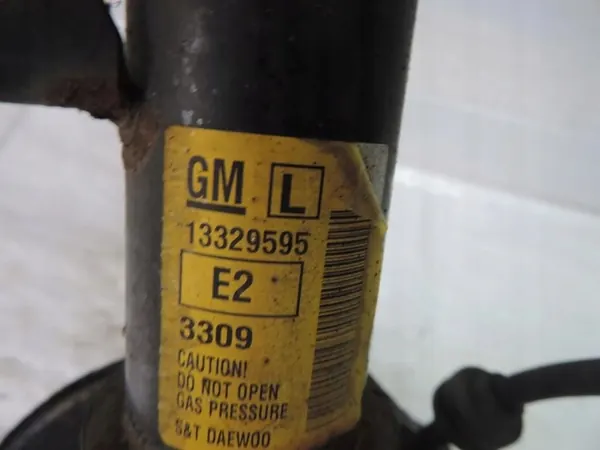 GM L
13329595
E2
3309
CAUTION!
DO NOT OPEN
GAS PRESSURE
S&T DAEWOO